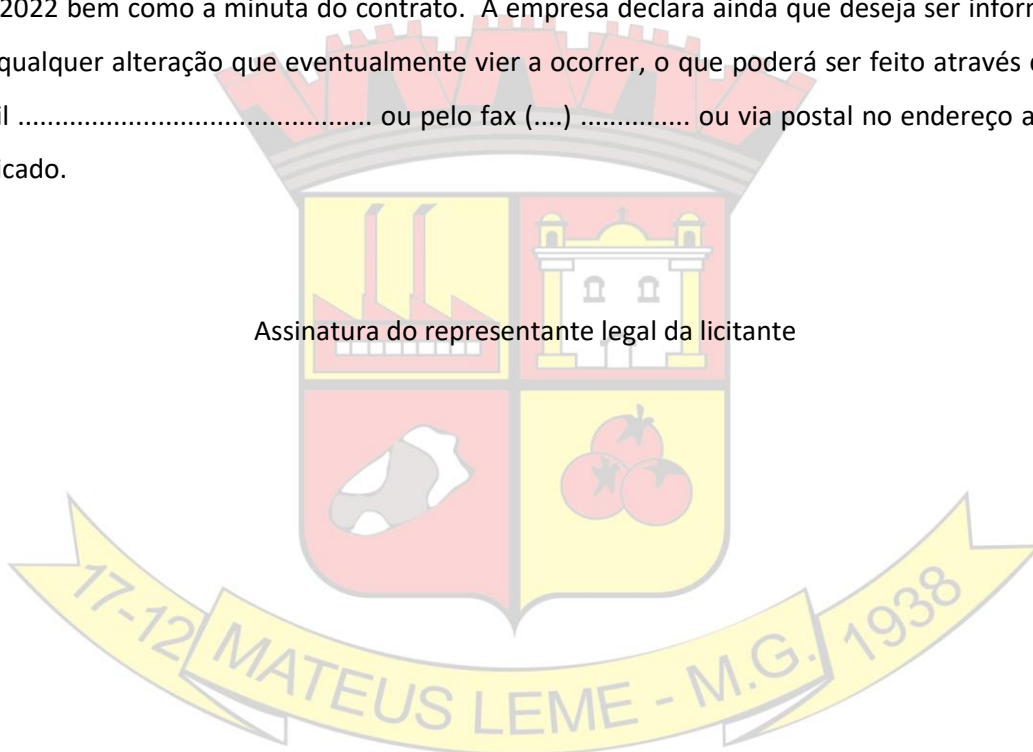 2022 bem como a minuta do contrato. A empresa declara ainda que deseja ser inform
qualquer alteração que eventualmente vier a ocorrer, o que poderá ser feito através
il ............................................... ou pelo fax (....) ............... ou via postal no endereço a
icado.
Assinatura do representante legal da licitante
17-12 MATEUS LEME - M.G. 1938